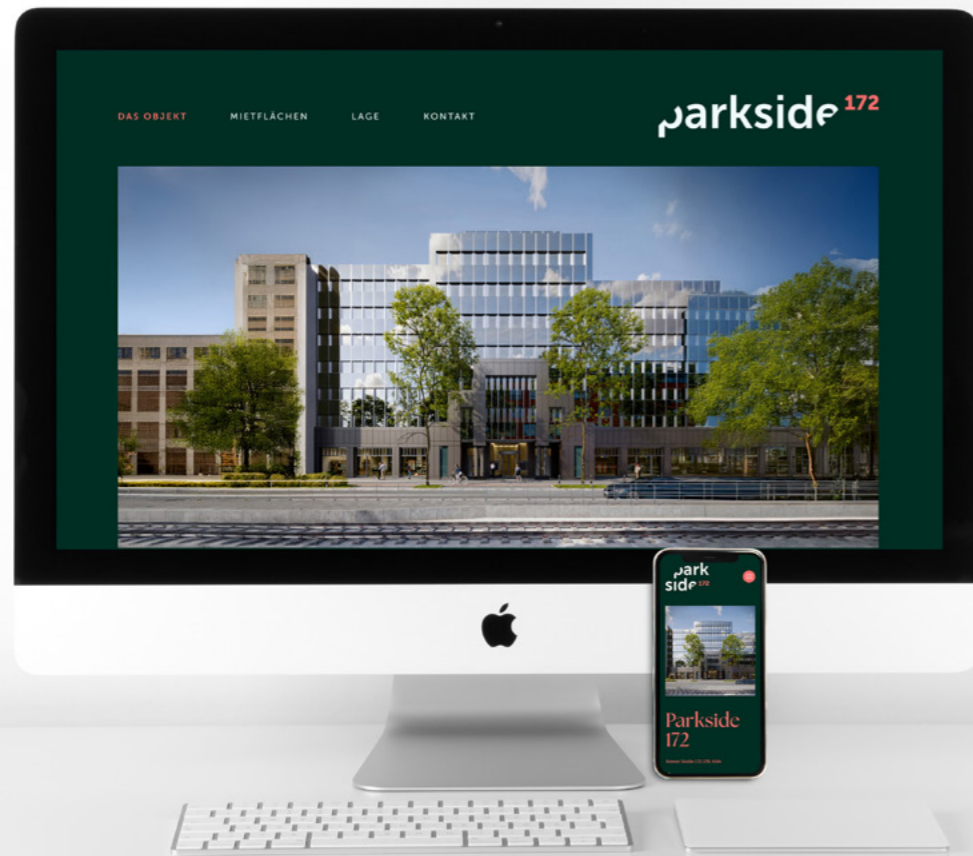 DAS OBJEKT MIETFLÄCHEN LAGE KONTAKT
parkside 172
park
side 172
Parkside
172